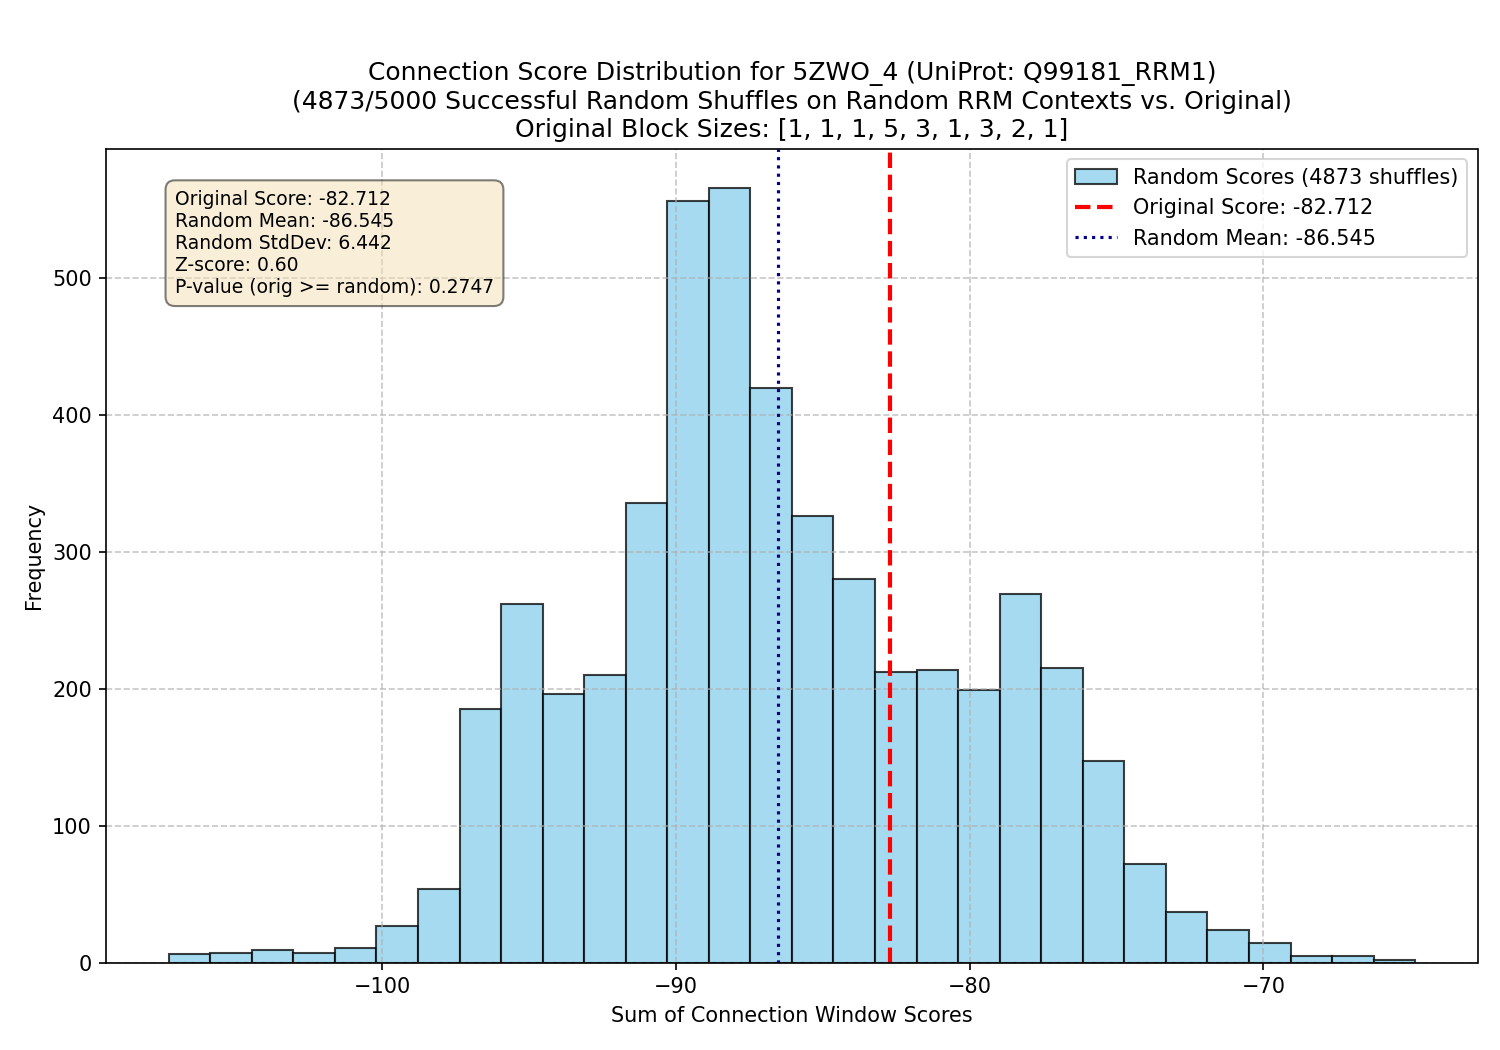 Connection Score Distribution for 5ZWO_4 (UniProt: Q99181_RRM1)
(4873/5000 Successful Random Shuffles on Random RRM Contexts vs. Original)
Original Block Sizes: [1, 1, 1, 5, 3, 1, 3, 2, 1]
Original Score: -82.712
Random Mean: -86.545
Random StdDev: 6.442
Z-score: 0.60
P-value (orig >= random): 0.2747
Random Scores (4873 shuffles)
Original Score: -82.712
Random Mean: -86.545
Frequency
500
400
300
200
100
0
−100
−90
−80
−70
Sum of Connection Window Scores